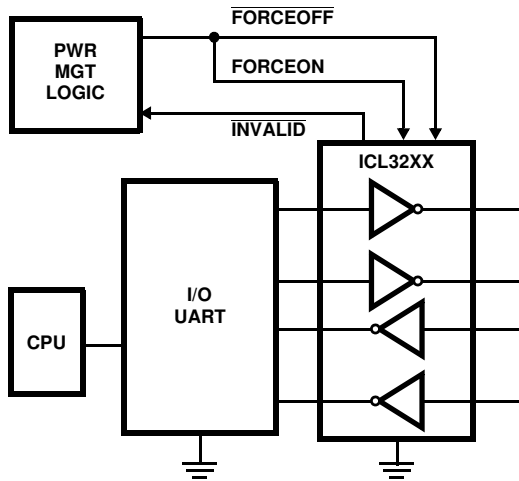 FORCEOFF
PWR
MGT
LOGIC
FORCEON
INVALID
ICL32XX
I/O
UART
CPU